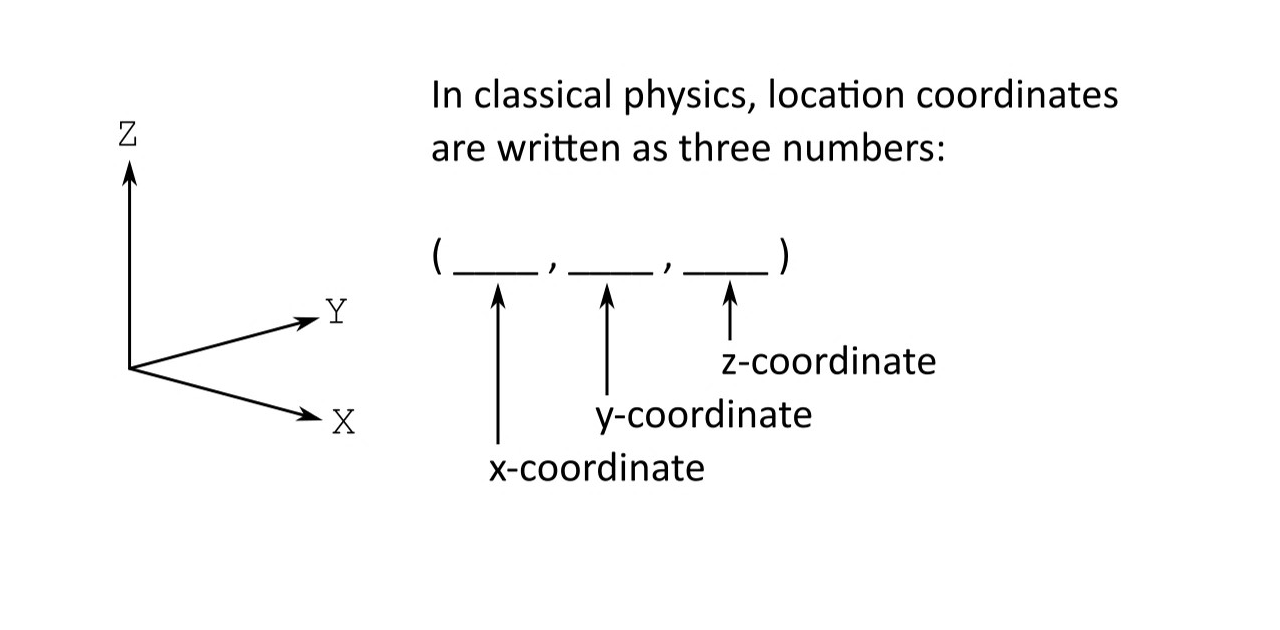 In classical physics, location coordinates
are written as three numbers:
Z
(____,____,____)
Y
X
z-coordinate
y-coordinate
x-coordinate